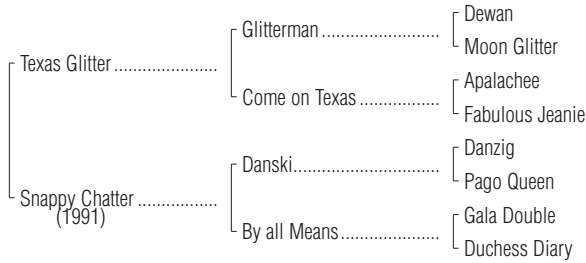 Dewan
Glitterman ..............................
Moon Glitter
Texas Glitter ....................
Apalachee
Come on Texas ....................
Fabulous Jeanie
Danzig
Danski.....................................
Pago Queen
Snappy Chatter ...............
(1991)
Gala Double
By all Means.........................
Duchess Diary